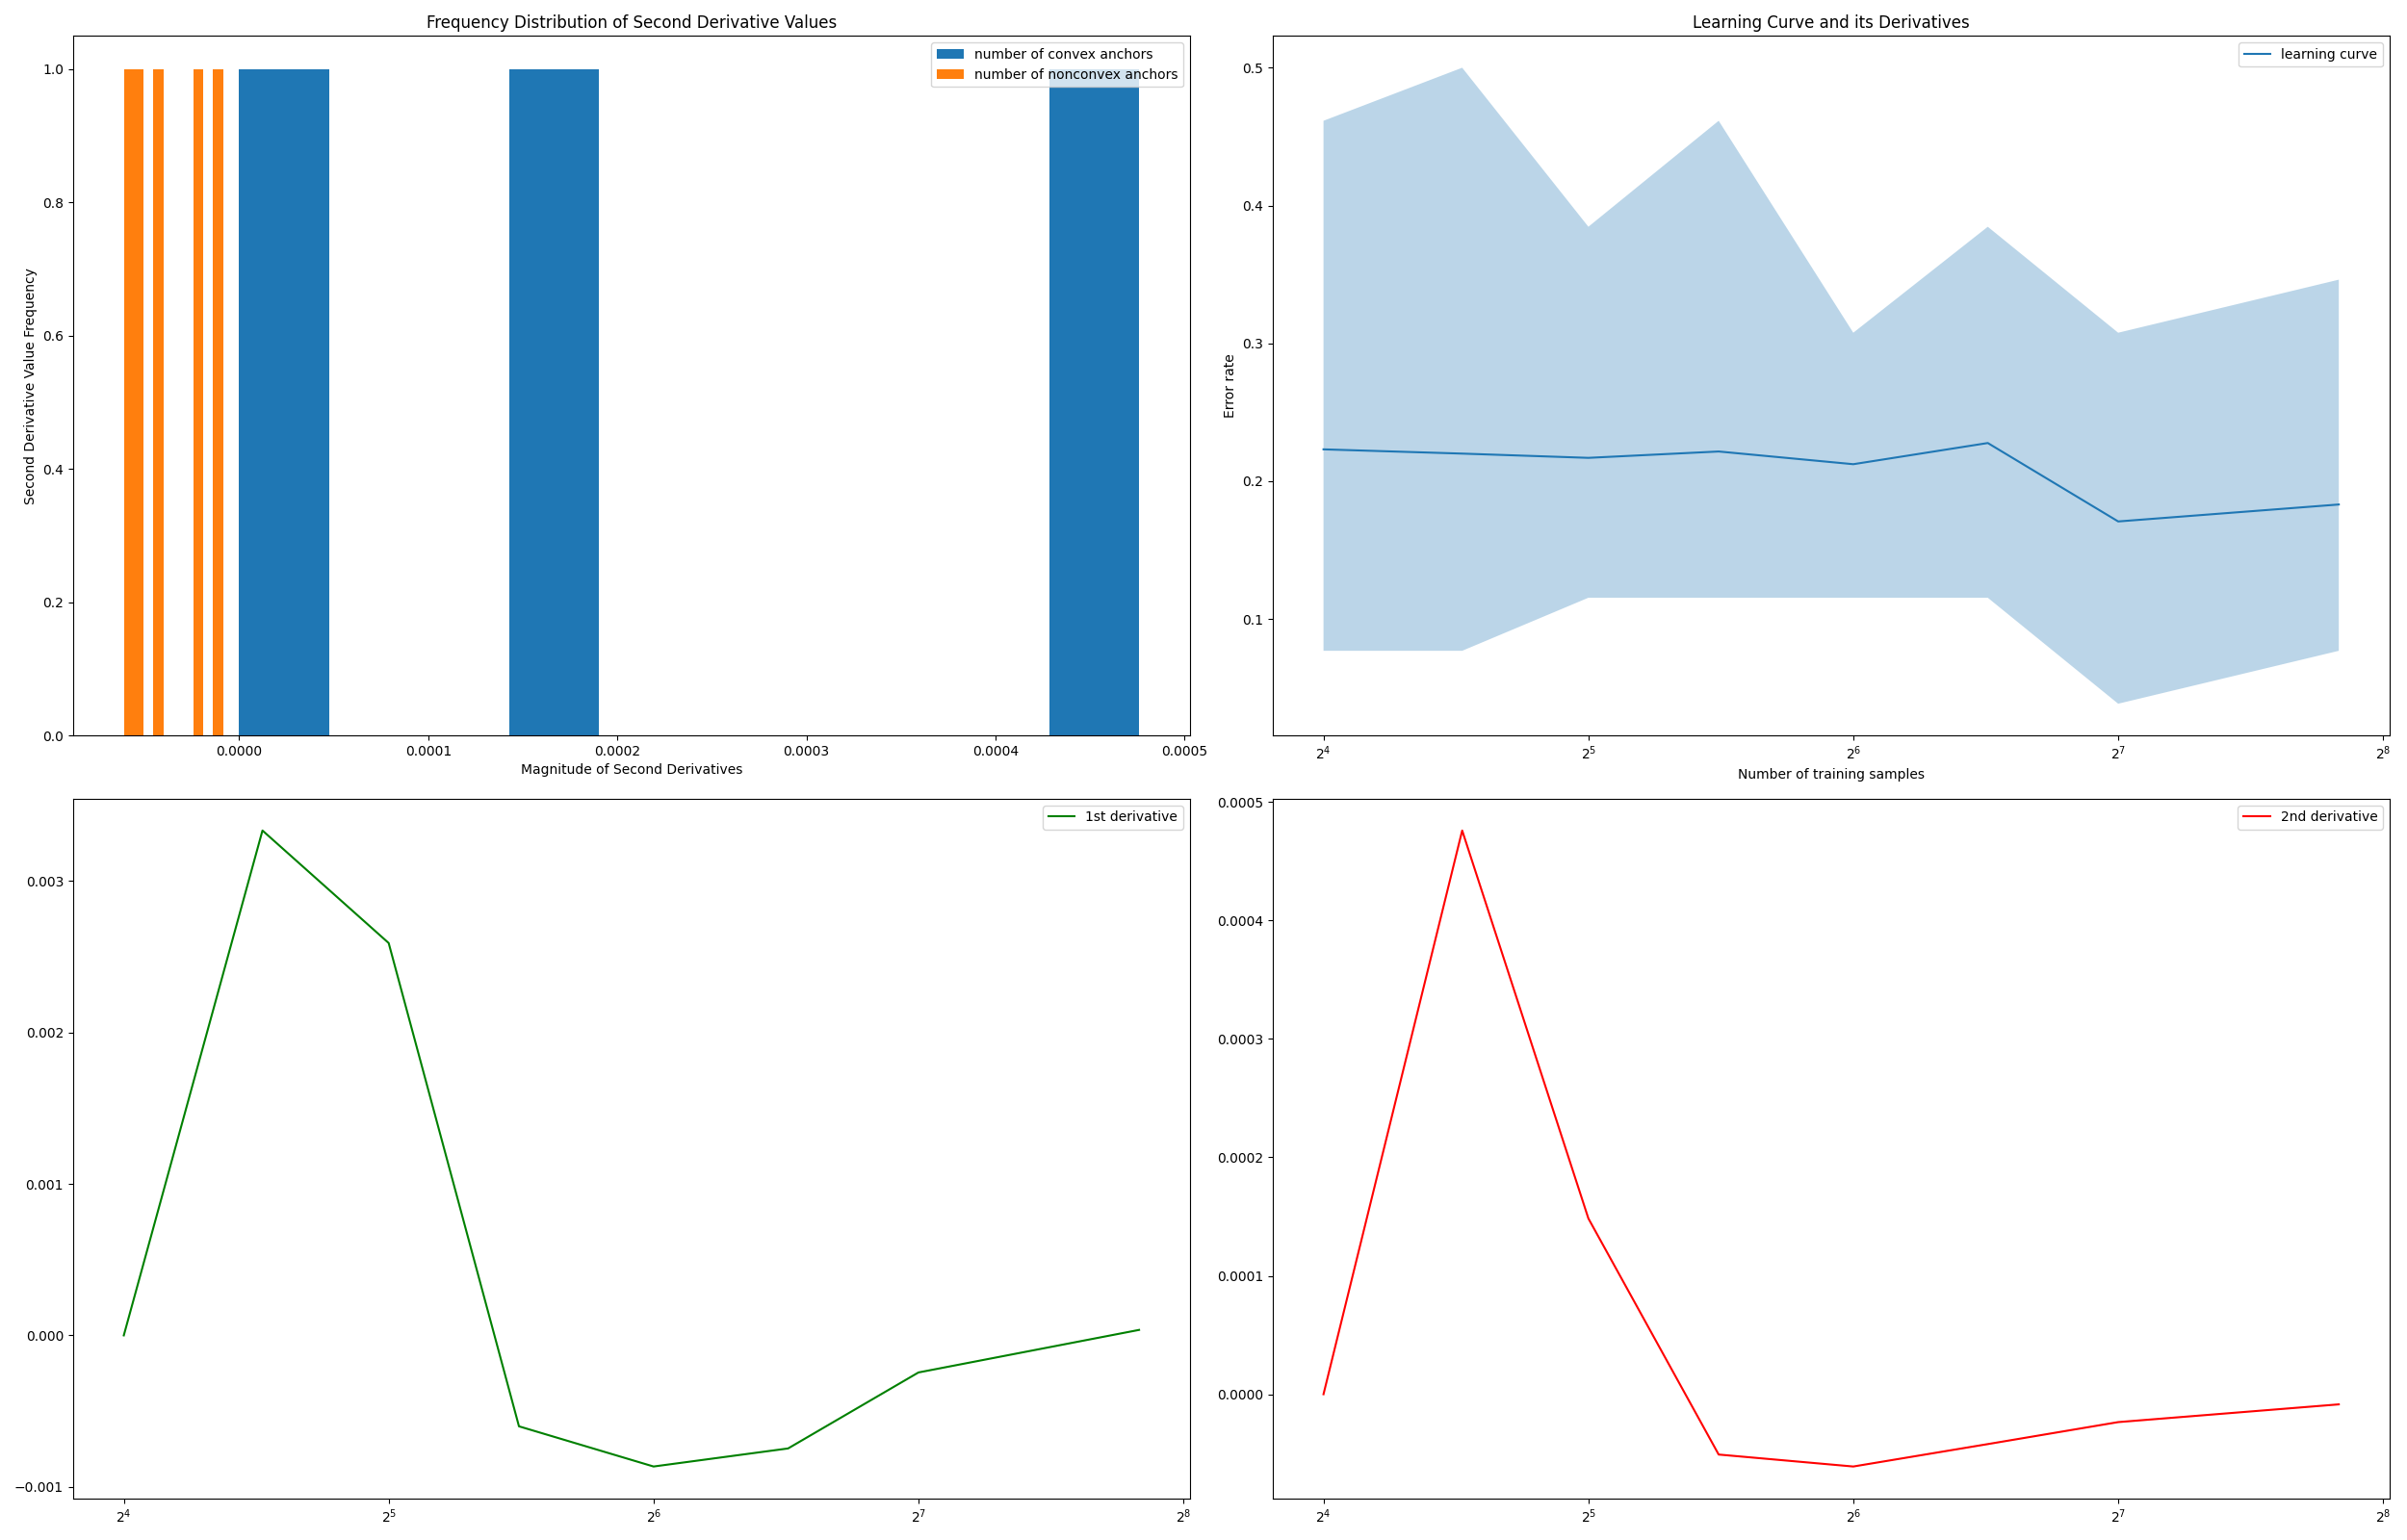 Frequency Distribution of Second Derivative Values
number of convex anchors
number of nonconvex anchors
1.0
0.8
0.6
0.4
0.2
0.0
Second Derivative Value Frequency
0.0000 0.0001 0.0002 0.0003 0.0004 0.0005
Magnitude of Second Derivatives
Learning Curve and its Derivatives
learning curve
0.5
0.4
0.3
0.2
0.1
Error rate
2⁴ 2⁵ 2⁶ 2⁷ 2⁸
Number of training samples
1st derivative
0.003
0.002
0.001
0.000
−0.001
2⁴ 2⁵ 2⁶ 2⁷ 2⁸
2nd derivative
0.0005
0.0004
0.0003
0.0002
0.0001
0.0000
2⁴ 2⁵ 2⁶ 2⁷ 2⁸